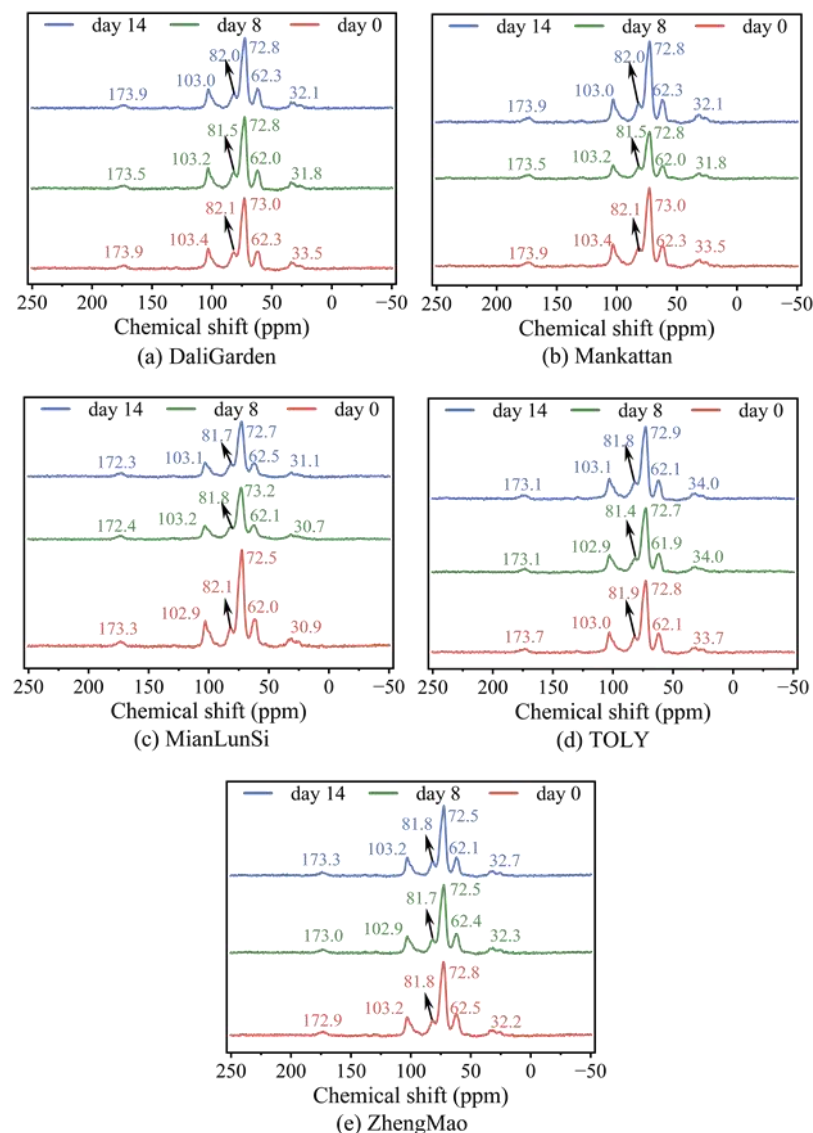 day 14 day 8 day 0
173.9 103.0 82.0 72.8 62.3 32.1
173.5 103.2 81.5 72.8 62.0 31.8
173.9 103.4 82.1 73.0 62.3 33.5
250 200 150 100 50 0 −50
Chemical shift (ppm)
(a) DaliGarden
day 14 day 8 day 0
173.9 103.0 82.0 72.8 62.3 32.1
173.5 103.2 81.5 72.8 62.0 31.8
173.9 103.4 82.1 73.0 62.3 33.5
250 200 150 100 50 0 −50
Chemical shift (ppm)
(b) Mankattan
day 14 day 8 day 0
172.3 103.1 81.7 72.7 62.5 31.1
172.4 103.2 81.8 73.2 62.1 30.7
173.3 102.9 82.1 72.5 62.0 30.9
250 200 150 100 50 0 −50
Chemical shift (ppm)
(c) MianLunSi
day 14 day 8 day 0
173.1 103.1 81.8 72.9 62.1 34.0
173.1 102.9 81.4 72.7 61.9 34.0
173.7 103.0 81.9 72.8 62.1 33.7
250 200 150 100 50 0 −50
Chemical shift (ppm)
(d) TOLY
day 14 day 8 day 0
173.3 103.2 81.8 72.5 62.1 32.7
173.0 102.9 81.7 72.5 62.4 32.3
172.9 103.2 81.8 72.8 62.5 32.2
250 200 150 100 50 0 −50
Chemical shift (ppm)
(e) ZhengMao